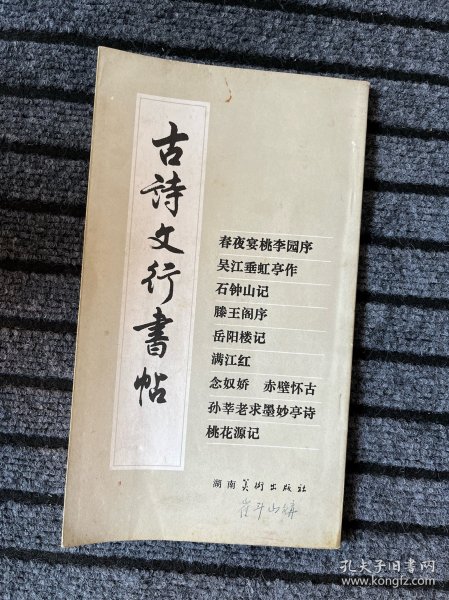 古詩文行書帖
春夜宴桃李园序
吴江垂虹亭作
石钟山记
滕王阁序
岳阳楼记
满江红
念奴娇 赤壁怀古
孙莘老求墨妙亭诗
桃花源记
湖南美術出版社
孔夫子旧书网
www.kongfz.com